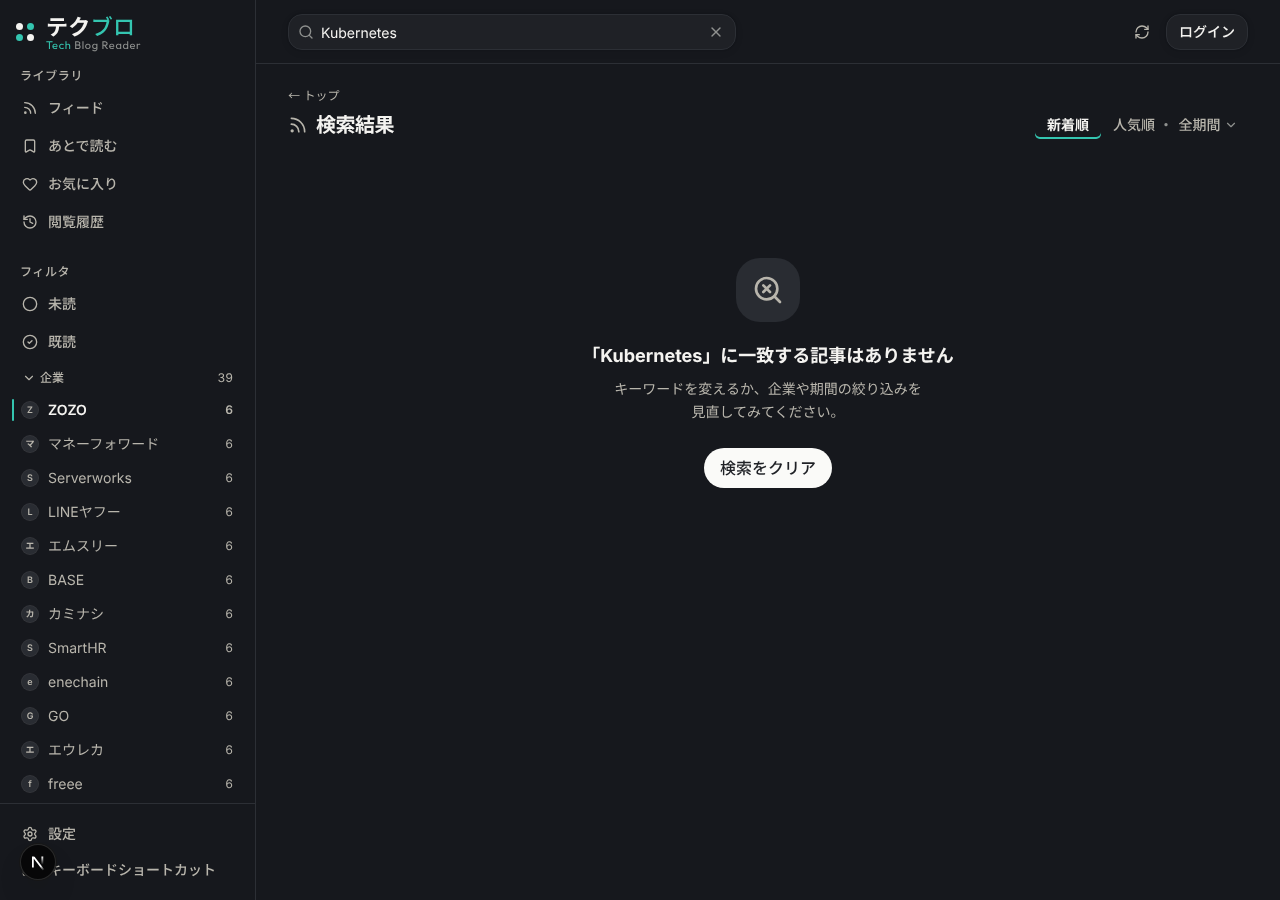 テクブロ
Tech Blog Reader
ライブラリ
フィード
あとで読む
お気に入り
閲覧履歴
フィルタ
未読
既読
企業 39
Z ZOZO 6
マ マネーフォワード 6
S Serverworks 6
L LINEヤフー 6
エ エムスリー 6
B BASE 6
カ カミナシ 6
S SmartHR 6
e enechain 6
G GO 6
エ エウレカ 6
f freee 6
設定
N
キーボードショートカット
Kubernetes
ログイン
← トップ
検索結果
新着順 人気順 • 全期間
「Kubernetes」に一致する記事はありません
キーワードを変えるか、企業や期間の絞り込みを
見直してみてください。
検索をクリア